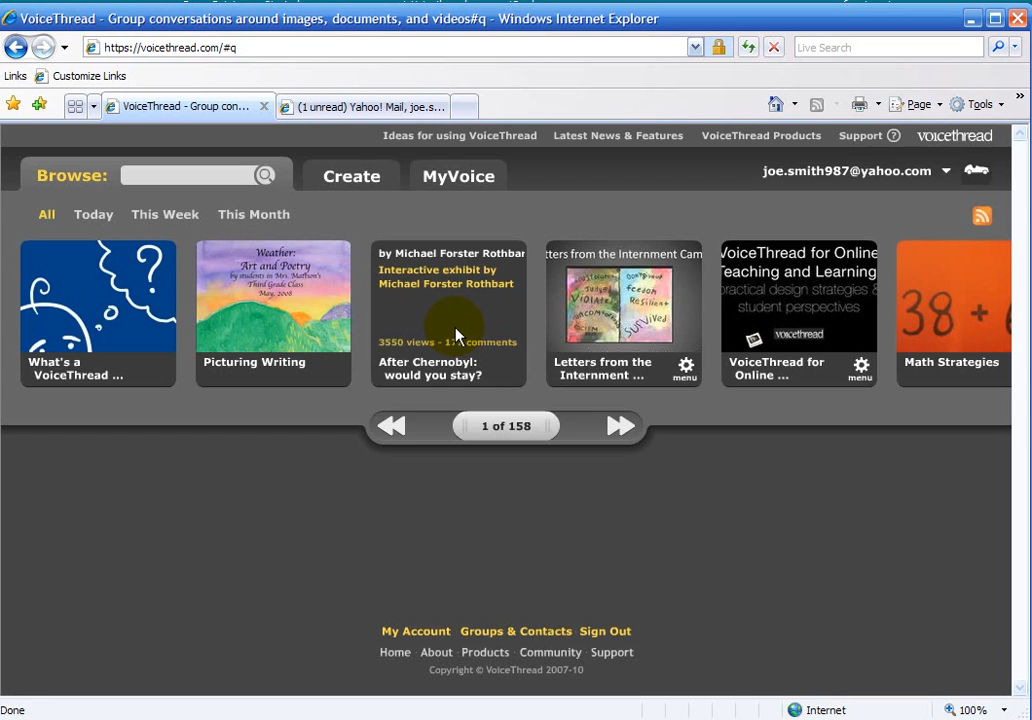 VoiceThread - Group conversations around images, documents, and videos#q - Windows Internet Explorer
https://voicethread.com/#q
Live Search
Links Customize Links
VoiceThread - Group con... (1 unread) Yahoo! Mail, joe.s...
Page Tools
Ideas for using VoiceThread Latest News & Features VoiceThread Products Support ? voicethread
Browse: Create MyVoice joe.smith987@yahoo.com
All Today This Week This Month
What's a
VoiceThread ...
Weather:
Art and Poetry
by students in Mrs. Mattson's
Third Grade Class
May, 2008
Picturing Writing
by Michael Forster Rothbar
Interactive exhibit by
Michael Forster Rothbart
3550 views - comments
After Chernobyl:
would you stay?
tters from the Internment Cam
Judged
Violated
Freedom
Resilient
Survived
Letters from the
Internment ...
menu
VoiceThread for Online
Teaching and Learning
practical design strategies &
student perspectives
voicethread
VoiceThread for
Online ...
menu
38 +
Math Strategies
1 of 158
My Account Groups & Contacts Sign Out
Home · About · Products · Community · Support
Copyright © VoiceThread 2007-10
Done Internet 100%